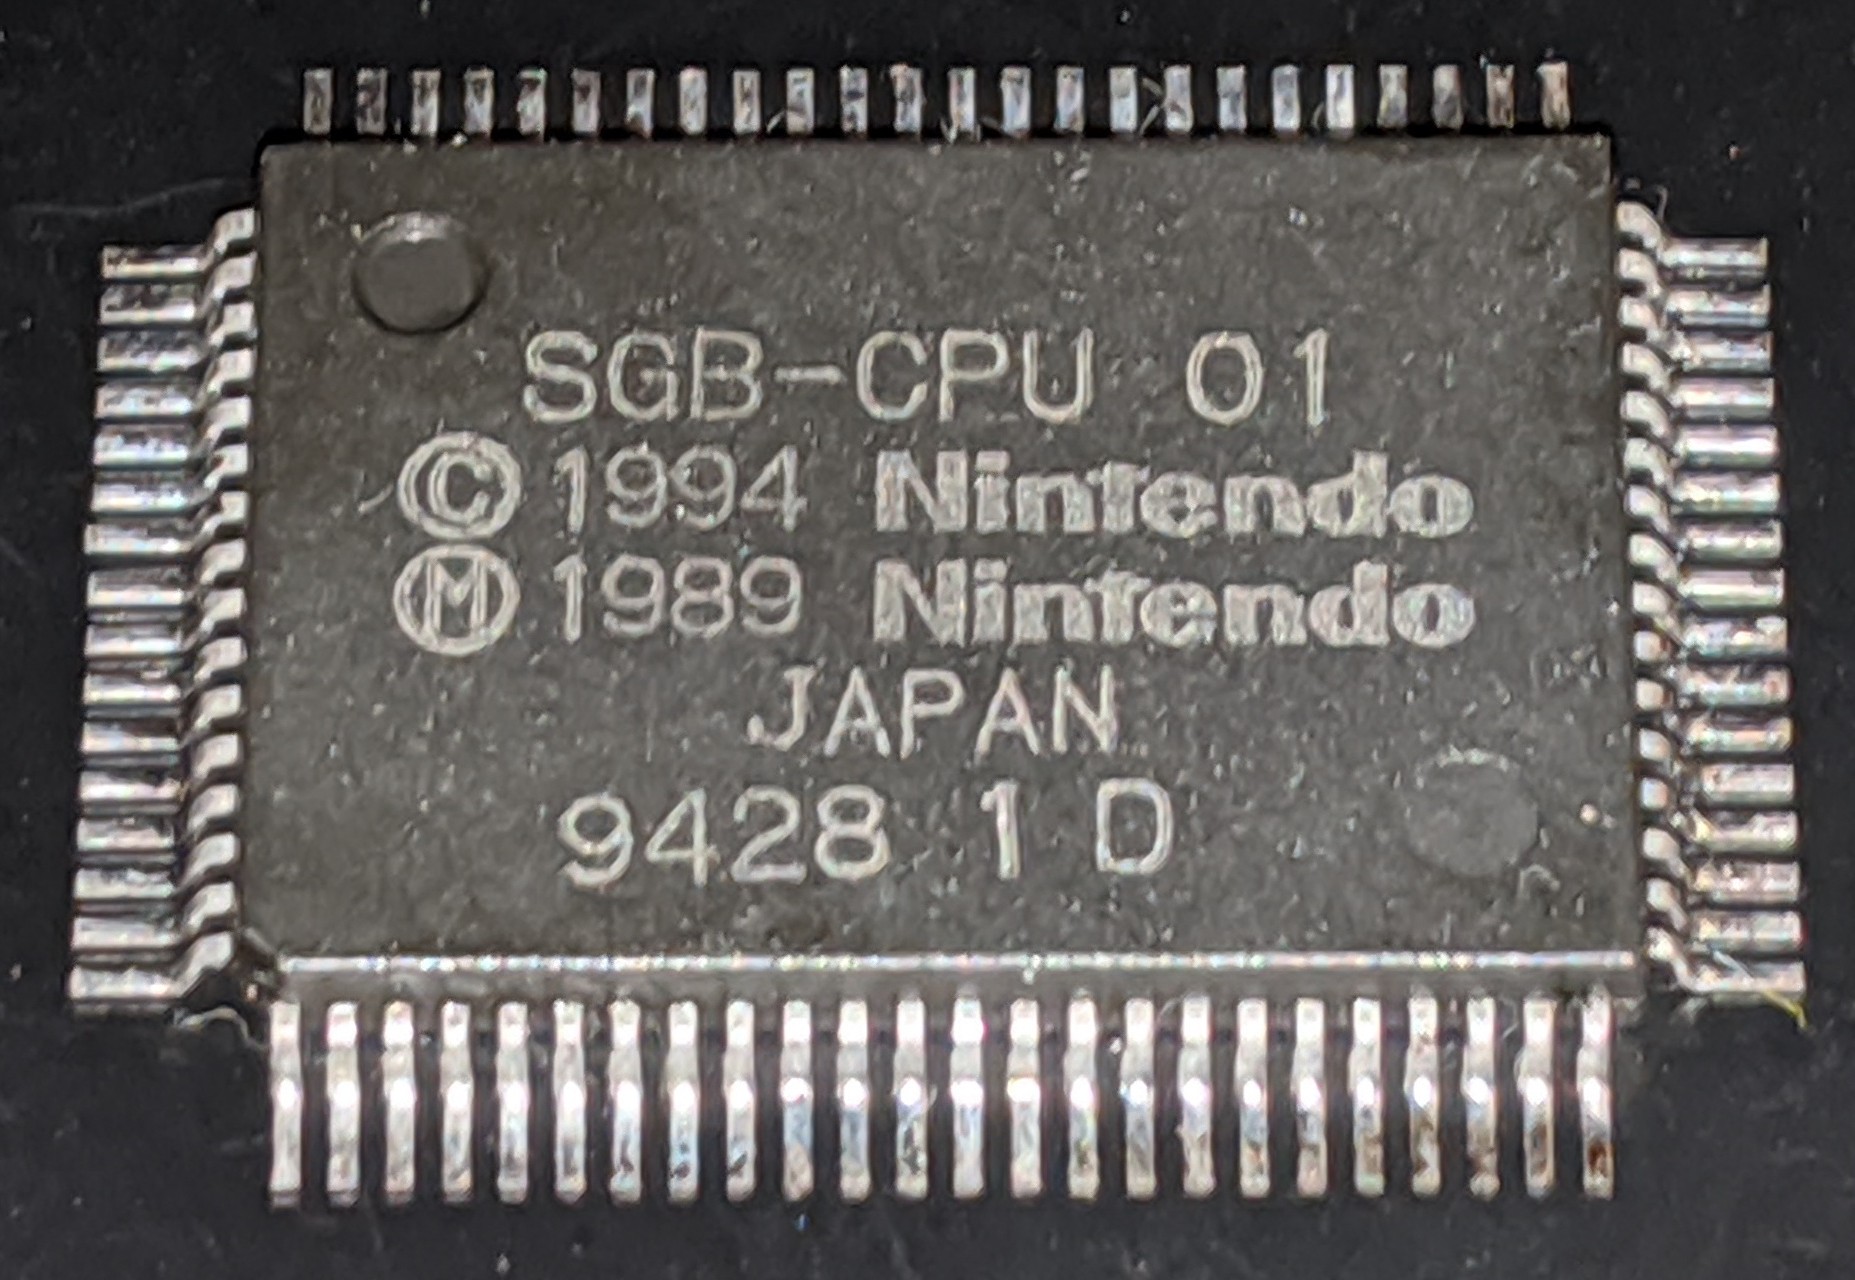 SGB-CPU 01
©1994 Nintendo
Ⓜ1989 Nintendo
JAPAN
9428 1 D